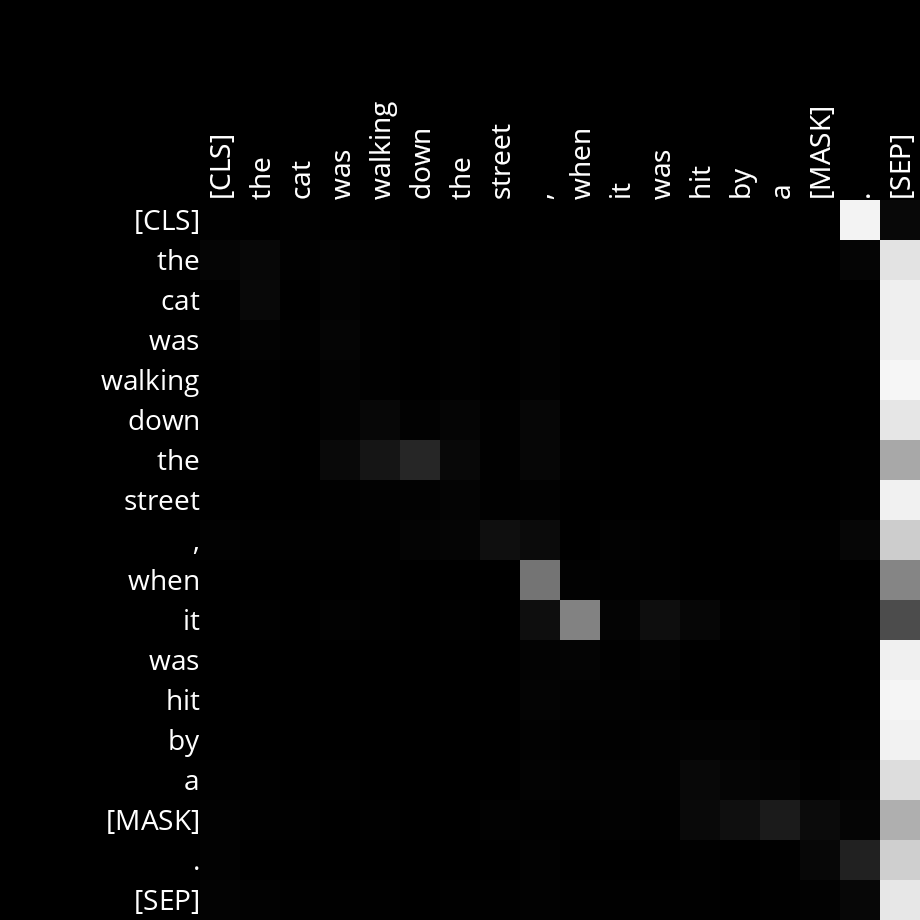 [CLS] the cat was walking down the street , when it was hit by a [MASK] . [SEP]
[CLS]
the
cat
was
walking
down
the
street
,
when
it
was
hit
by
a
[MASK]
.
[SEP]